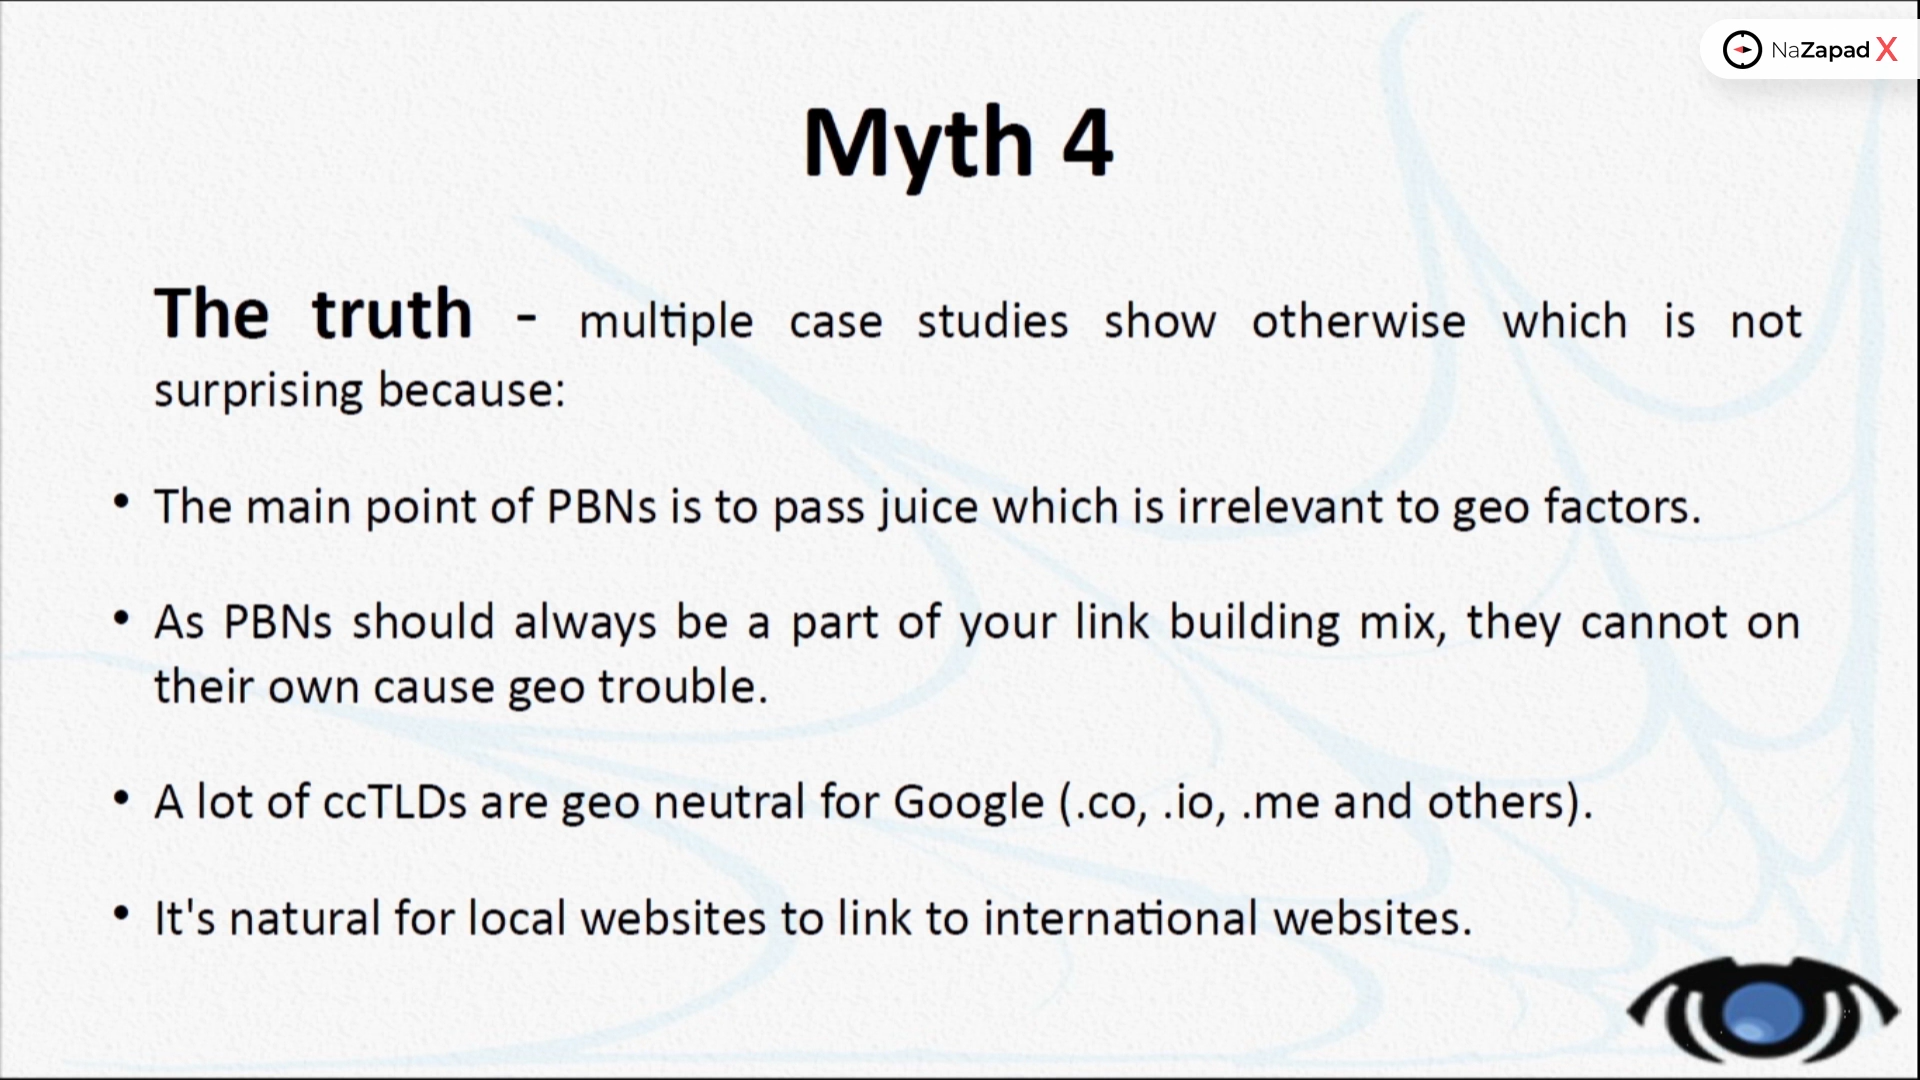 NaZapad X
Myth 4
The truth - multiple case studies show otherwise which is not
surprising because:
• The main point of PBNs is to pass juice which is irrelevant to geo factors.
• As PBNs should always be a part of your link building mix, they cannot on
their own cause geo trouble.
• A lot of ccTLDs are geo neutral for Google (.co, .io, .me and others).
• It's natural for local websites to link to international websites.